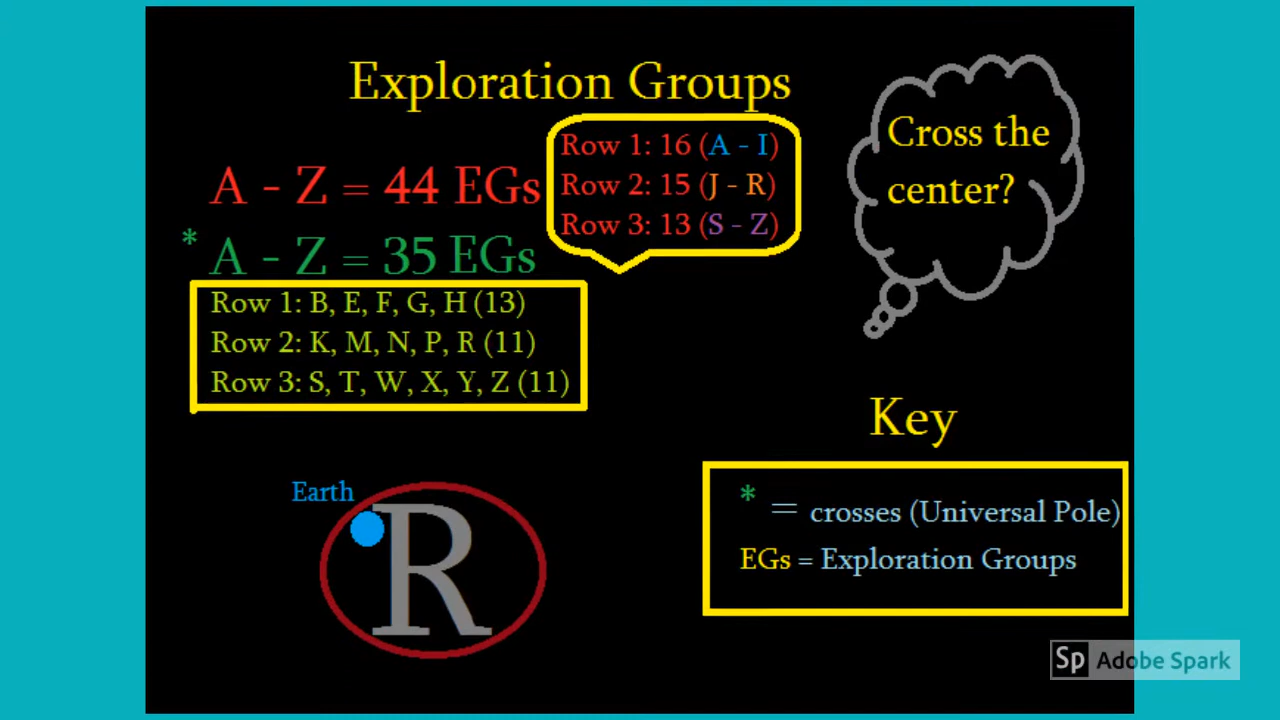 Exploration Groups
A - Z = 44 EGs
Row 1: 16 (A - I)
Row 2: 15 (J - R)
Row 3: 13 (S - Z)
* A - Z = 35 EGs
Row 1: B, E, F, G, H (13)
Row 2: K, M, N, P, R (11)
Row 3: S, T, W, X, Y, Z (11)
Cross the
center?
Key
* = crosses (Universal Pole)
EGs = Exploration Groups
Earth
R
Sp Adobe Spark